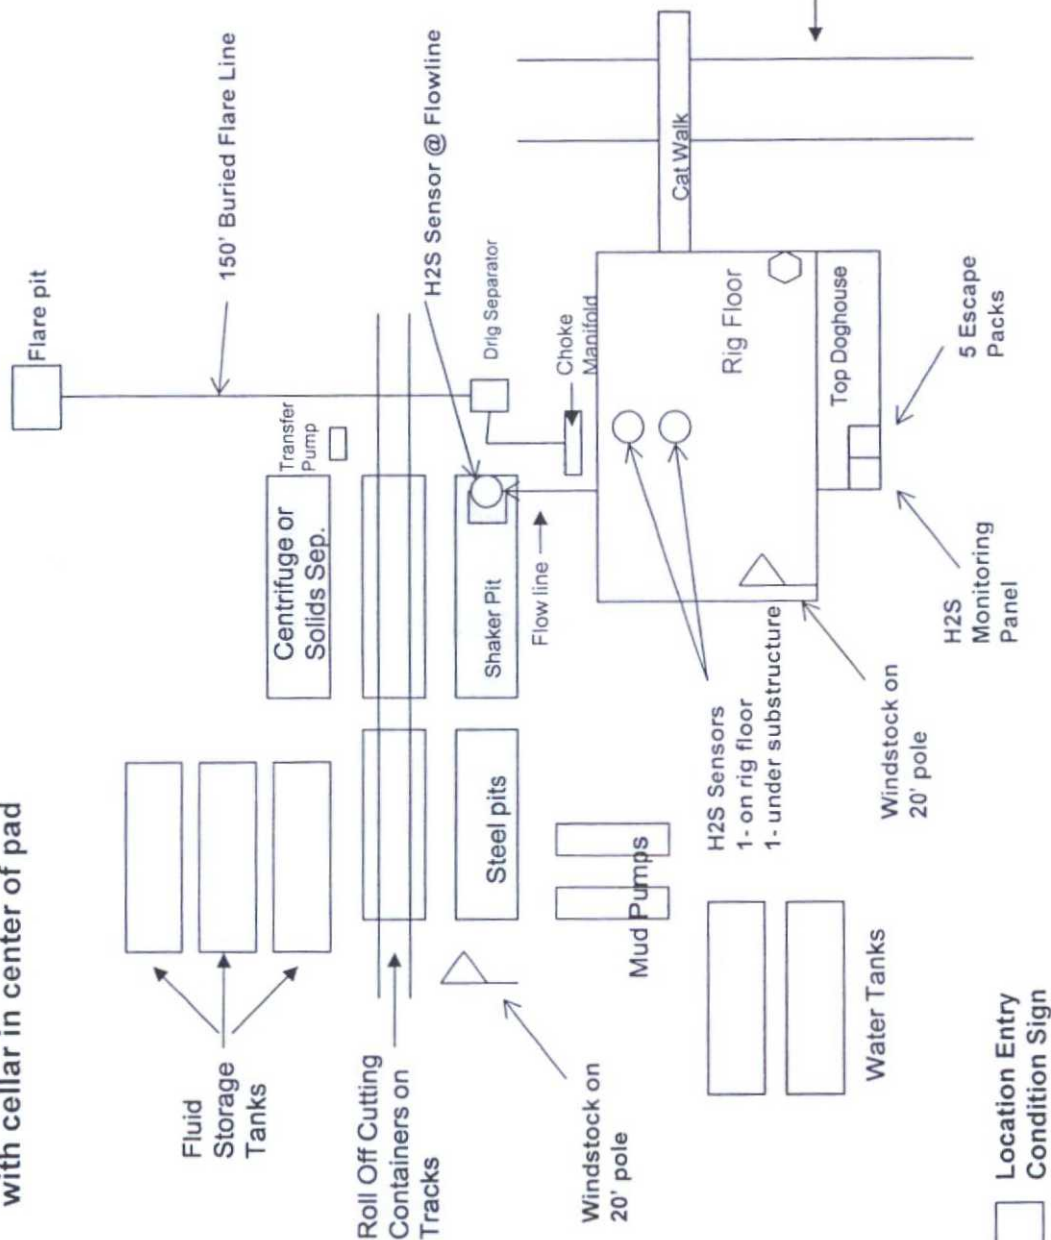 with cellar in center of pad
Flare pit
150' Buried Flare Line
H2S Sensor @ Flowline
Transfer
Pump
Drlg Separator
Centrifuge or
Solids Sep.
Choke
Manifold
Cat Walk
Rig Floor
Top Doghouse
5 Escape
Packs
Shaker Pit
Flow line
H2S
Monitoring
Panel
Fluid
Storage
Tanks
Steel pits
H2S Sensors
1- on rig floor
1- under substructure
Windstock on
20' pole
Roll Off Cutting
Containers on
Tracks
Mud Pumps
Windstock on
20' pole
Water Tanks
Location Entry
Condition Sign